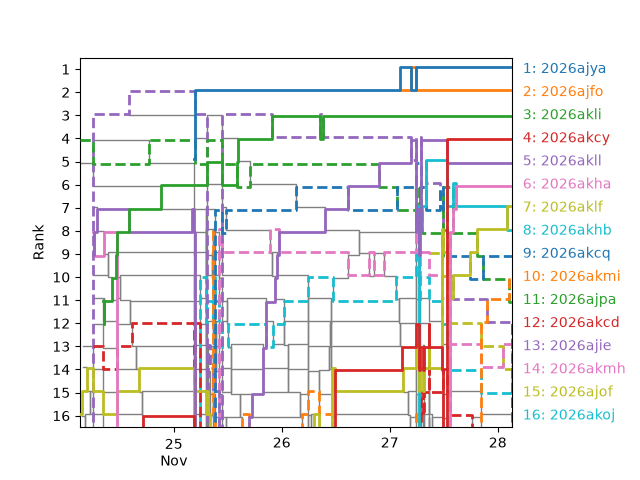 1
2
3
4
5
6
7
8
9
10
11
12
13
14
15
16
Rank
25
26
27
28
Nov
1: 2026ajya
2: 2026ajfo
3: 2026akli
4: 2026akcy
5: 2026akll
6: 2026akha
7: 2026aklf
8: 2026akhb
9: 2026akcq
10: 2026akmi
11: 2026ajpa
12: 2026akcd
13: 2026ajie
14: 2026akmh
15: 2026ajof
16: 2026akoj